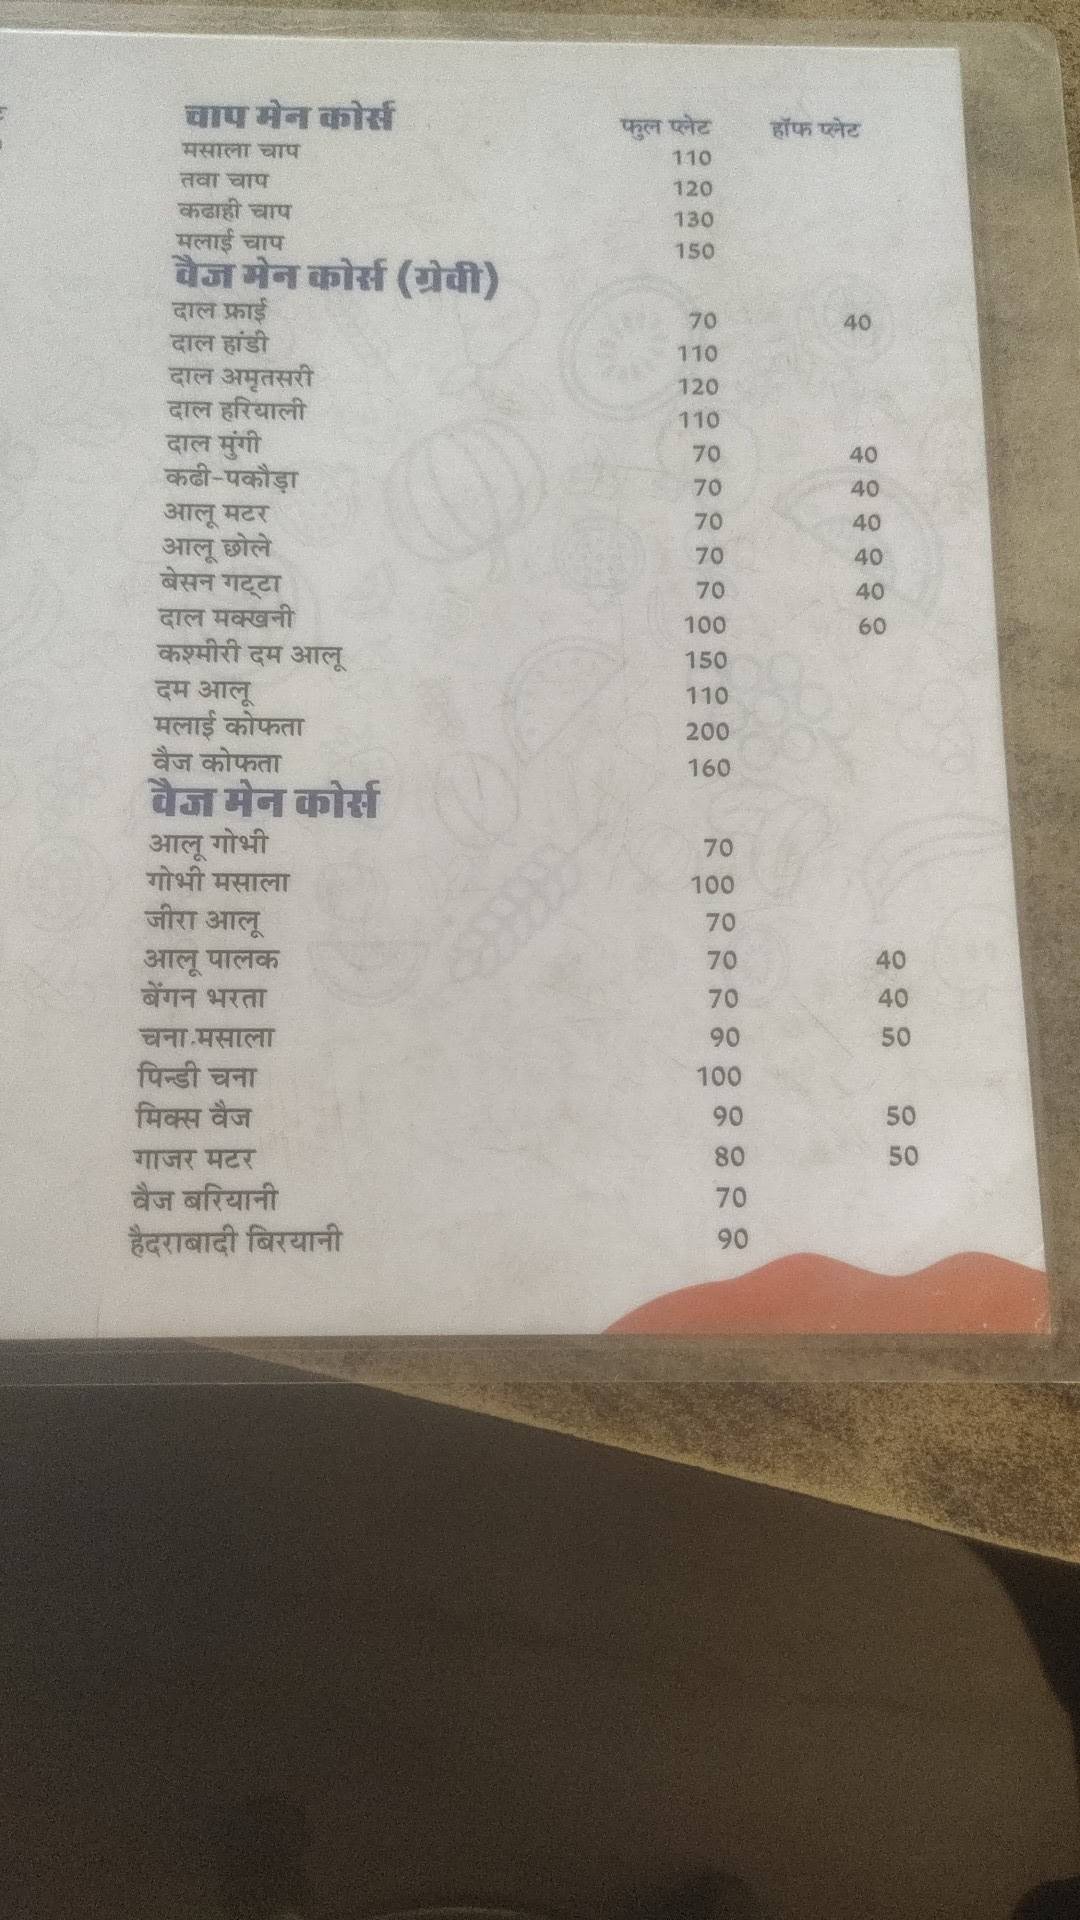 चाप मेन कोर्स फुल प्लेट हॉफ प्लेट
मसाला चाप 110
तवा चाप 120
कढाही चाप 130
मलाई चाप 150
वैज मेन कोर्स (ग्रेवी)
दाल फ्राई 70 40
दाल हांडी 110
दाल अमृतसरी 120
दाल हरियाली 110
दाल मुंगी 70 40
कढी-पकौड़ा 70 40
आलू मटर 70 40
आलू छोले 70 40
बेसन गट्टा 70 40
दाल मक्खनी 100 60
कश्मीरी दम आलू 150
दम आलू 110
मलाई कोफता 200
वैज कोफता 160
वैज मेन कोर्स
आलू गोभी 70
गोभी मसाला 100
जीरा आलू 70
आलू पालक 70 40
बेंगन भरता 70 40
चना मसाला 90 50
पिन्डी चना 100
मिक्स वैज 90 50
गाजर मटर 80 50
वैज बरियानी 70
हैदराबादी बिरयानी 90